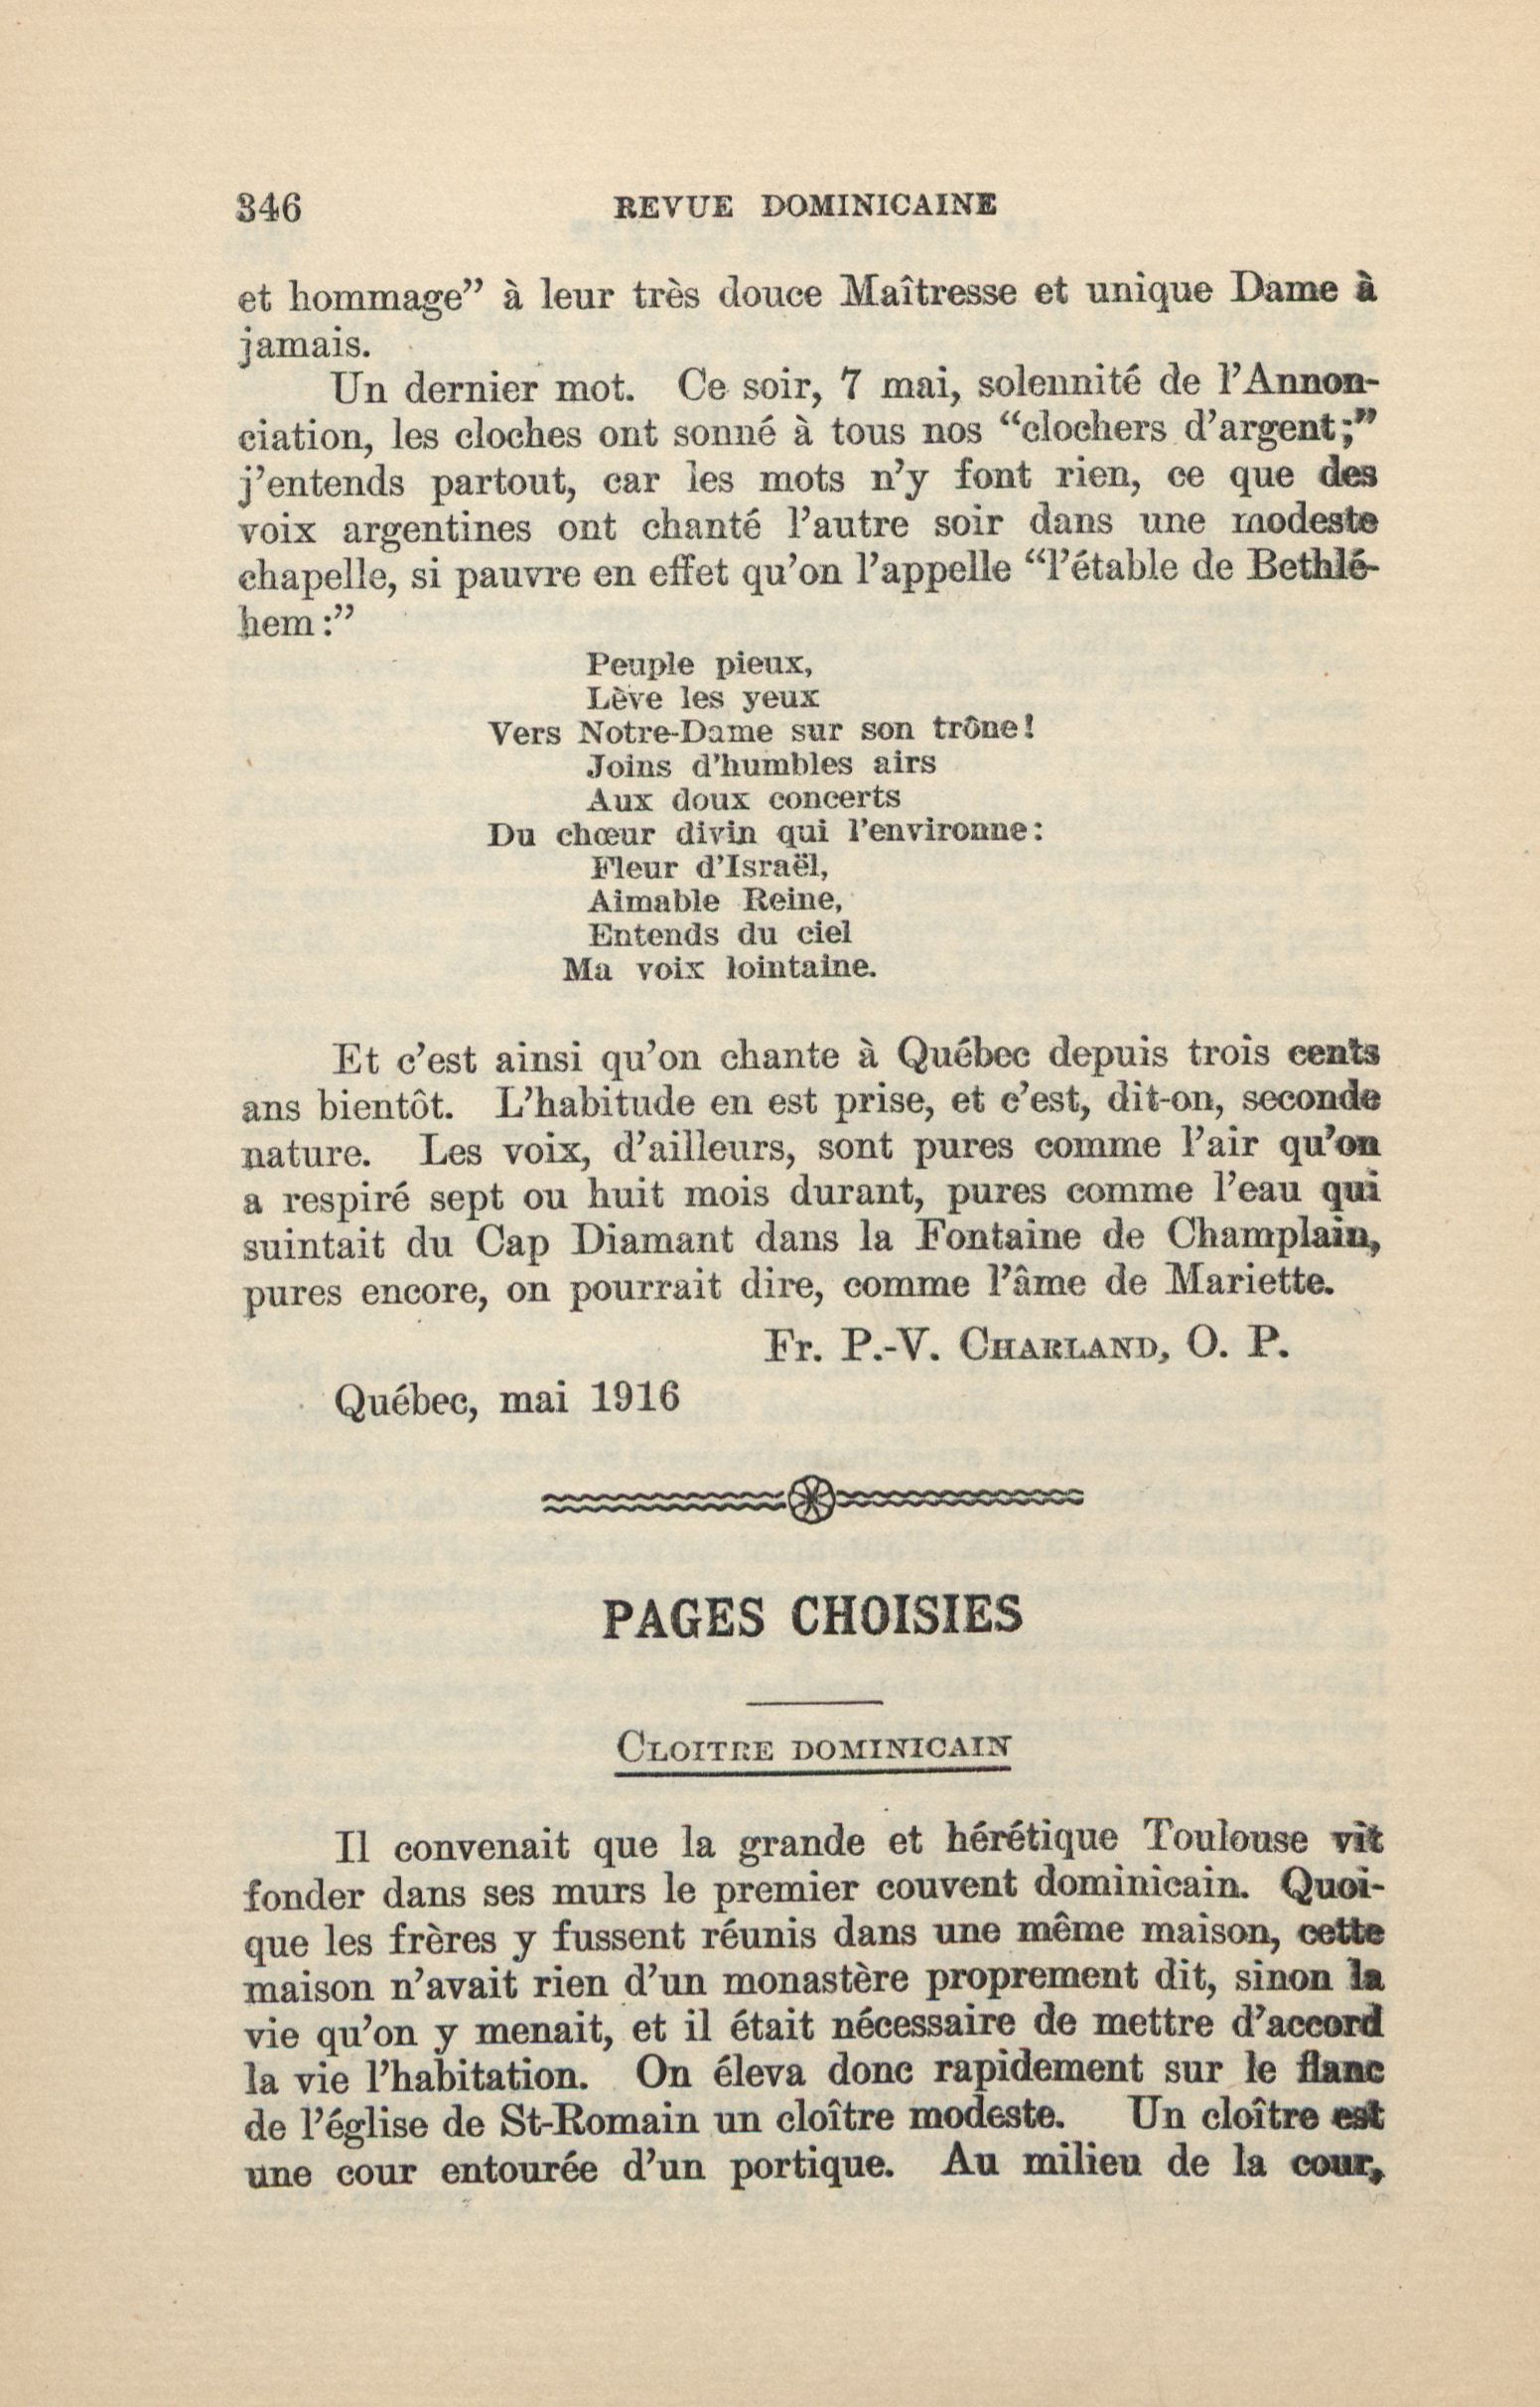 346
REVUE DOMINICAINE
et hommage” à leur très douce Maîtresse et unique Dame à
jamais.
Un dernier mot. Ce soir, 7 mai, solennité de l’Annon-
ciation, les cloches ont sonné à tous nos “clochers d’argent;”
j’entends partout, car les mots n’y font rien, ce que des
voix argentines ont chanté l’autre soir dans une modeste
chapelle, si pauvre en effet qu’on l’appelle “l’étable de Bethlé-
hem:”
Peuple pieux,
Lève les yeux
Vers Notre-Dame sur son trône!
Joins d’humbles airs
Aux doux concerts
Du chœur divin qui l’environne:
Fleur d’Israël,
Aimable Reine,
Entends du ciel
Ma voix lointaine.
Et c’est ainsi qu’on chante à Québec depuis trois cents
ans bientôt. L’habitude en est prise, et c’est, dit-on, seconde
nature. Les voix, d’ailleurs, sont pures comme l’air qu’on
a respiré sept ou huit mois durant, pures comme l’eau qui
suintait du Cap Diamant dans la Fontaine de Champlain,
pures encore, on pourrait dire, comme l’âme de Mariette.
Fr. P.-V. CHARLAND, O. P.
Québec, mai 1916
PAGES CHOISIES
CLOITRE DOMINICAIN
Il convenait que la grande et hérétique Toulouse vît
fonder dans ses murs le premier couvent dominicain. Quoi-
que les frères y fussent réunis dans une même maison, cette
maison n’avait rien d’un monastère proprement dit, sinon la
vie qu’on y menait, et il était nécessaire de mettre d’accord
la vie l’habitation. On éleva donc rapidement sur le flanc
de l’église de St-Romain un cloître modeste. Un cloître est
une cour entourée d’un portique. Au milieu de la cour,